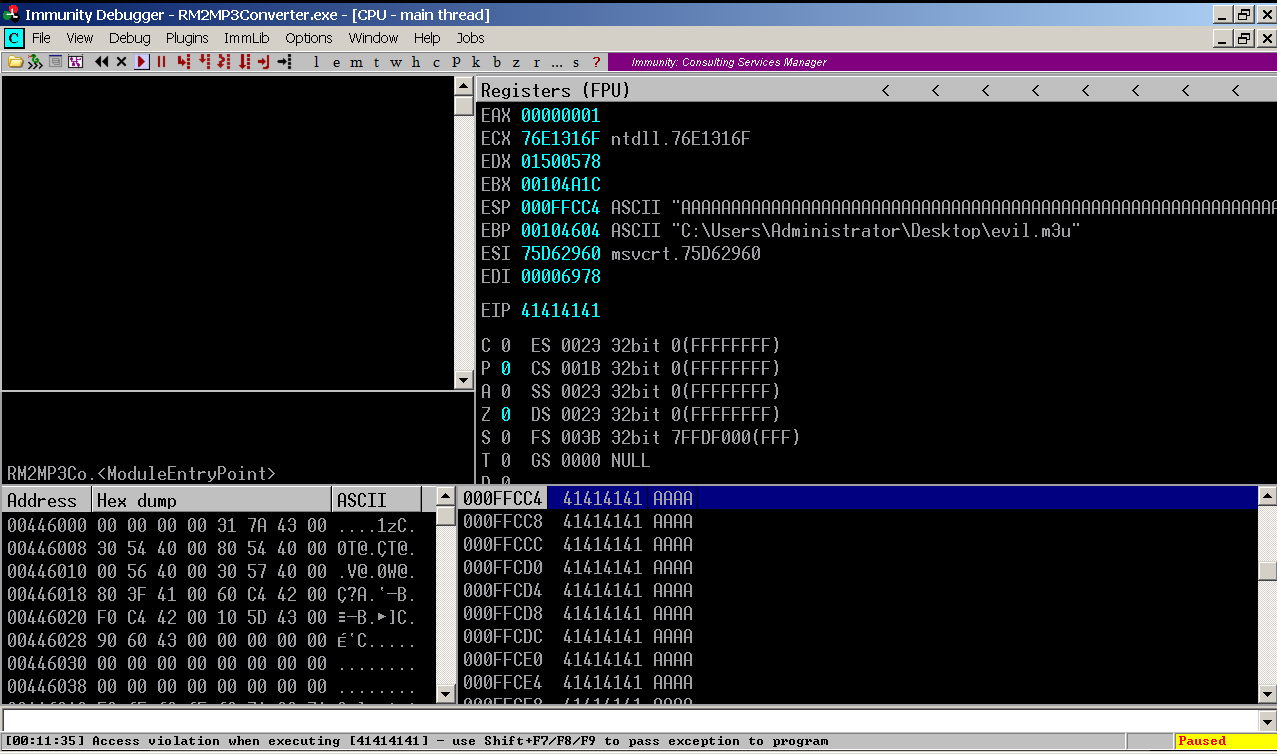 Immunity Debugger - RM2MP3Converter.exe - [CPU - main thread]
C File View Debug Plugins ImmLib Options Window Help Jobs
l e m t w h c P k b z r ... s ? Immunity: Consulting Services Manager
Registers (FPU) < < < < < < < <
EAX 00000001
ECX 76E1316F ntdll.76E1316F
EDX 01500578
EBX 00104A1C
ESP 000FFCC4 ASCII "AAAAAAAAAAAAAAAAAAAAAAAAAAAAAAAAAAAAAAAAAAAAAAAAAAAAAAAAAAAA
EBP 00104604 ASCII "C:\Users\Administrator\Desktop\evil.m3u"
ESI 75D62960 msvcrt.75D62960
EDI 00006978
EIP 41414141
C 0 ES 0023 32bit 0(FFFFFFFF)
P 0 CS 001B 32bit 0(FFFFFFFF)
A 0 SS 0023 32bit 0(FFFFFFFF)
Z 0 DS 0023 32bit 0(FFFFFFFF)
S 0 FS 003B 32bit 7FFDF000(FFF)
T 0 GS 0000 NULL
D 0
RM2MP3Co.<ModuleEntryPoint>
Address Hex dump ASCII
00446000 00 00 00 00 31 7A 43 00 ....1zC.
00446008 30 54 40 00 80 54 40 00 0T@.ÇT@.
00446010 00 56 40 00 30 57 40 00 .V@.0W@.
00446018 80 3F 41 00 60 C4 42 00 Ç?A.`─B.
00446020 F0 C4 42 00 10 5D 43 00 ≡─B.►]C.
00446028 90 60 43 00 00 00 00 00 É`C.....
00446030 00 00 00 00 00 00 00 00 ........
00446038 00 00 00 00 00 00 00 00 ........
000FFCC4 41414141 AAAA
000FFCC8 41414141 AAAA
000FFCCC 41414141 AAAA
000FFCD0 41414141 AAAA
000FFCD4 41414141 AAAA
000FFCD8 41414141 AAAA
000FFCDC 41414141 AAAA
000FFCE0 41414141 AAAA
000FFCE4 41414141 AAAA
000FFCE8 41414141 AAAA
[00:11:35] Access violation when executing [41414141] - use Shift+F7/F8/F9 to pass exception to program
Paused